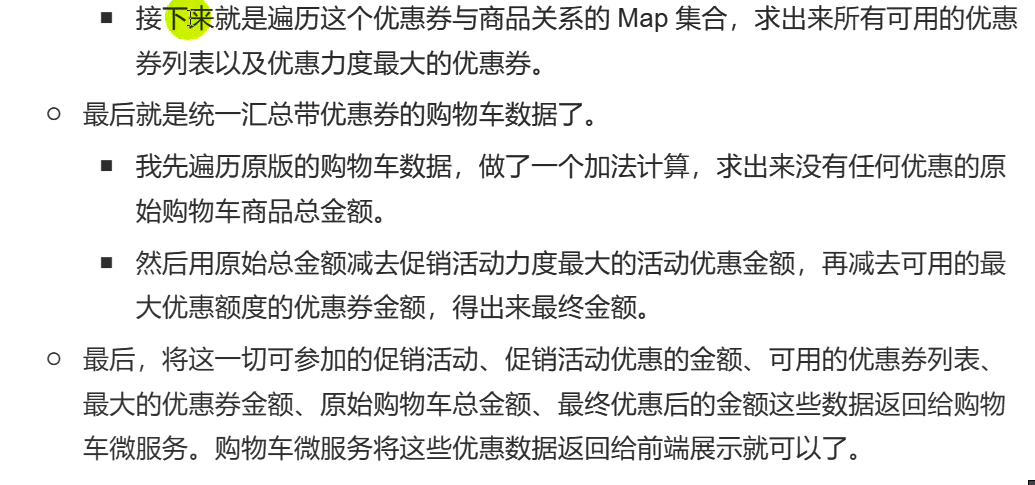 接下来就是遍历这个优惠券与商品关系的 Map 集合，求出来所有可用的优惠
券列表以及优惠力度最大的优惠券。
最后就是统一汇总带优惠券的购物车数据了。
我先遍历原版的购物车数据，做了一个加法计算，求出来没有任何优惠的原
始购物车商品总金额。
然后用原始总金额减去促销活动力度最大的活动优惠金额，再减去可用的最
大优惠额度的优惠券金额，得出来最终金额。
最后，将这一切可参加的促销活动、促销活动优惠的金额、可用的优惠券列表、
最大的优惠券金额、原始购物车总金额、最终优惠后的金额这些数据返回给购物
车微服务。购物车微服务将这些优惠数据返回给前端展示就可以了。